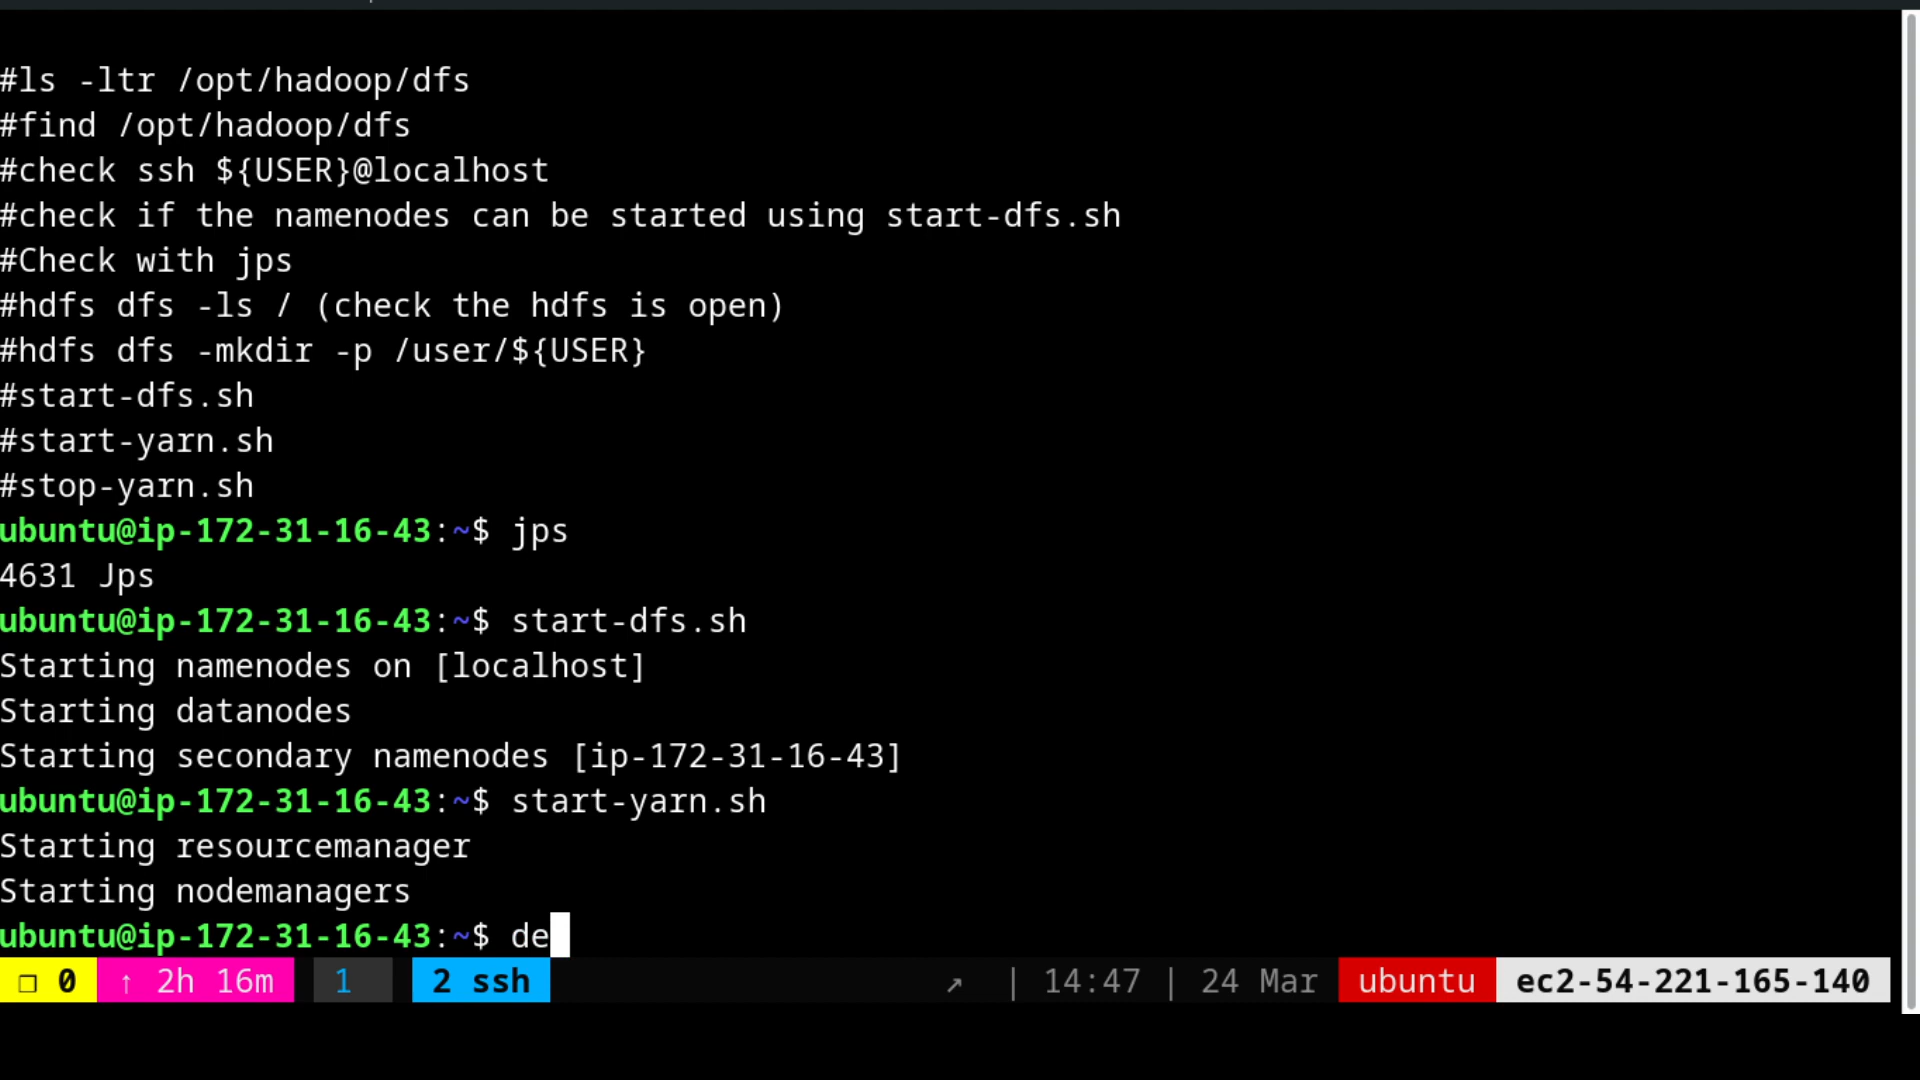 #ls -ltr /opt/hadoop/dfs
#find /opt/hadoop/dfs
#check ssh ${USER}@localhost
#check if the namenodes can be started using start-dfs.sh
#Check with jps
#hdfs dfs -ls / (check the hdfs is open)
#hdfs dfs -mkdir -p /user/${USER}
#start-dfs.sh
#start-yarn.sh
#stop-yarn.sh
ubuntu@ip-172-31-16-43:~$ jps
4631 Jps
ubuntu@ip-172-31-16-43:~$ start-dfs.sh
Starting namenodes on [localhost]
Starting datanodes
Starting secondary namenodes [ip-172-31-16-43]
ubuntu@ip-172-31-16-43:~$ start-yarn.sh
Starting resourcemanager
Starting nodemanagers
ubuntu@ip-172-31-16-43:~$ de
❐ 0 ↑ 2h 16m 1 2 ssh ↗ | 14:47 | 24 Mar ubuntu ec2-54-221-165-140